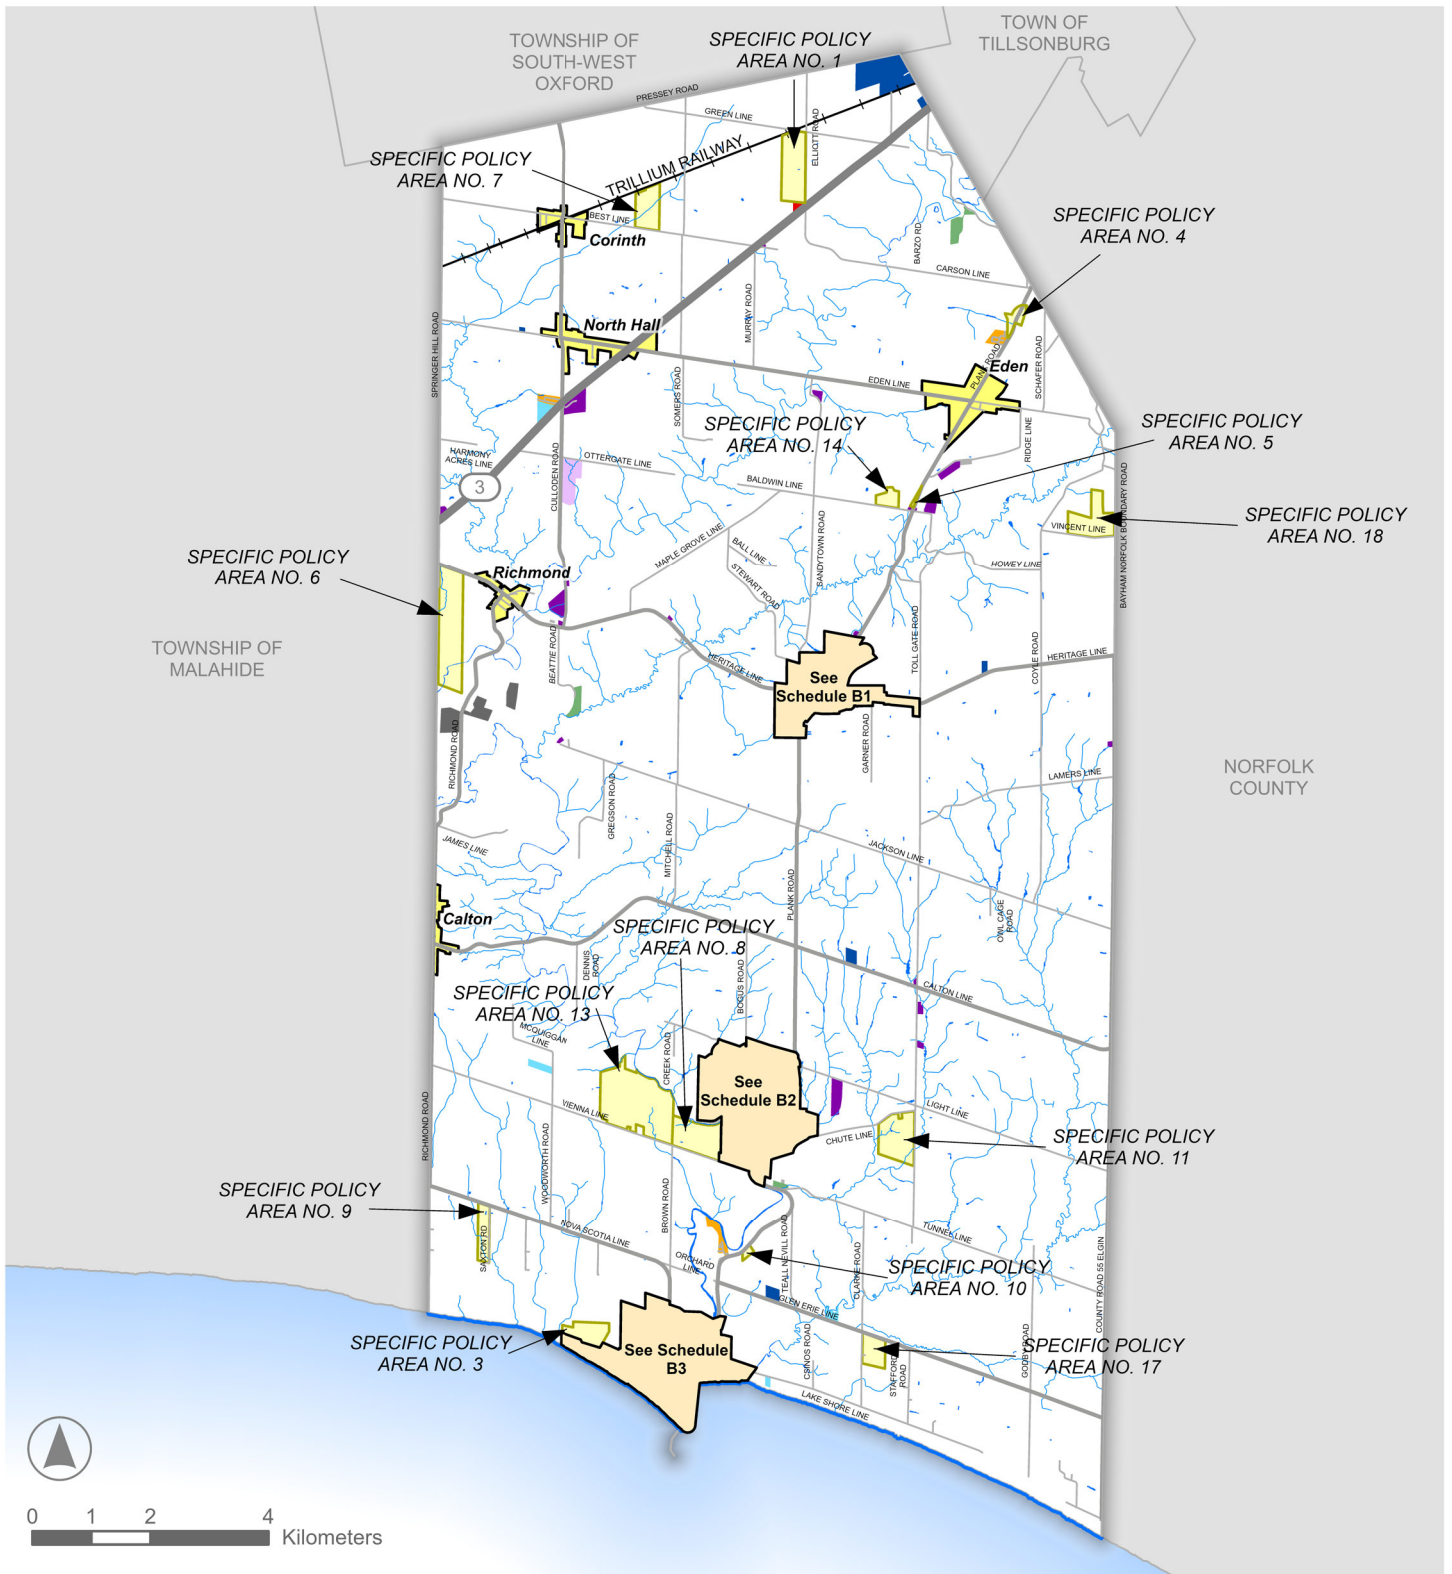 TOWNSHIP OF
SOUTH-WEST
OXFORD
SPECIFIC POLICY
AREA NO. 1
TOWN OF
TILLSONBURG
PRESSEY ROAD
GREEN LINE
ELLIOTT ROAD
SPECIFIC POLICY
AREA NO. 7
TRILLIUM RAILWAY
BEST LINE
Corinth
BARZO RD
SPECIFIC POLICY
AREA NO. 4
CARSON LINE
MURRAY ROAD
North Hall
SPRINGER HILL ROAD
PLANK ROAD
Eden
SCHAFER ROAD
EDEN LINE
SOMERS ROAD
SPECIFIC POLICY
AREA NO. 14
SPECIFIC POLICY
AREA NO. 5
RIDGE LINE
HARMONY
ACRES LINE
OTTERGATE LINE
CULLODEN ROAD
BALDWIN LINE
3
BAYHAM NORFOLK BOUNDARY ROAD
SPECIFIC POLICY
AREA NO. 18
VINCENT LINE
MAPLE GROVE LINE
BALL LINE
SANDYTOWN ROAD
STEWART ROAD
HOWEY LINE
SPECIFIC POLICY
AREA NO. 6
Richmond
TOWNSHIP OF
MALAHIDE
BEATTIE ROAD
HERITAGE LINE
TOLL GATE ROAD
COYLE ROAD
HERITAGE LINE
See
Schedule B1
RICHMOND ROAD
GARNER ROAD
NORFOLK
COUNTY
LAMERS LINE
GREGSON ROAD
MITCHELL ROAD
JAMES LINE
JACKSON LINE
PLANK ROAD
OWL CAGE
ROAD
Calton
SPECIFIC POLICY
AREA NO. 8
DENNIS
ROAD
BOGUS ROAD
CALTON LINE
SPECIFIC POLICY
AREA NO. 13
MCQUIGGAN
LINE
CREEK ROAD
See
Schedule B2
VIENNA LINE
LIGHT LINE
CHUTE LINE
RICHMOND ROAD
WOODWORTH ROAD
SPECIFIC POLICY
AREA NO. 11
SPECIFIC POLICY
AREA NO. 9
BROWN ROAD
SAXTON RD
NOVA SCOTIA LINE
TEALL NEVILL ROAD
TUNNEL LINE
ORCHARD
LINE
CLARKE ROAD
SPECIFIC POLICY
AREA NO. 10
COUNTY ROAD 55 ELGIN
GLEN ERIE LINE
SPECIFIC POLICY
AREA NO. 3
See Schedule
B3
CSINOS ROAD
STAFFORD
ROAD
GODBY ROAD
SPECIFIC POLICY
AREA NO. 17
LAKE SHORE LINE
0 1 2 4
Kilometers